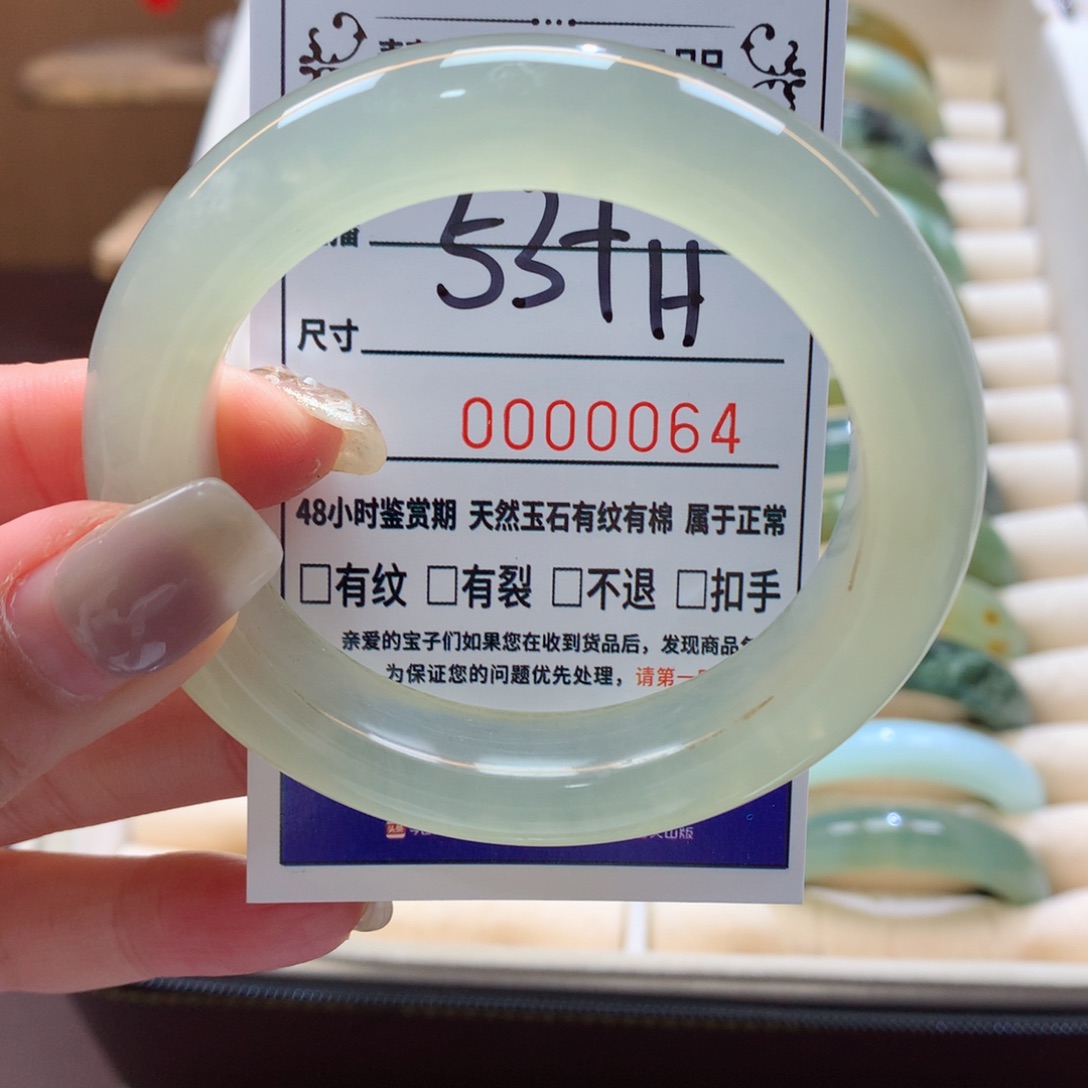 53+H
尺寸
0000064
48小时鉴赏期 天然玉石有纹有棉 属于正常
□有纹 □有裂 □不退 □扣手
亲爱的宝子们如果您在收到货品后，发现商品
为保证您的问题优先处理，请第一